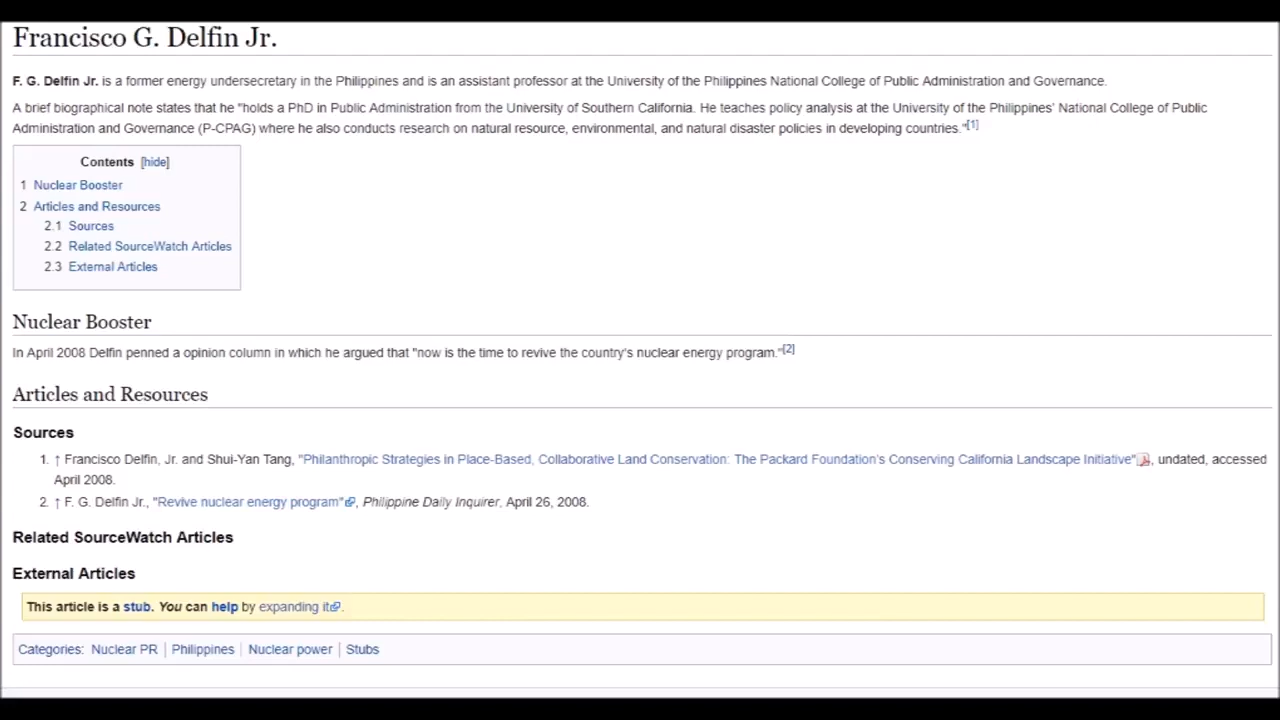 Francisco G. Delfin Jr.
F. G. Delfin Jr. is a former energy undersecretary in the Philippines and is an assistant professor at the University of the Philippines National College of Public Administration and Governance.
A brief biographical note states that he "holds a PhD in Public Administration from the University of Southern California. He teaches policy analysis at the University of the Philippines' National College of Public
Administration and Governance (P-CPAG) where he also conducts research on natural resource, environmental, and natural disaster policies in developing countries."[1]
Contents [hide]
1 Nuclear Booster
2 Articles and Resources
2.1 Sources
2.2 Related SourceWatch Articles
2.3 External Articles
Nuclear Booster
In April 2008 Delfin penned a opinion column in which he argued that "now is the time to revive the country's nuclear energy program."[2]
Articles and Resources
Sources
1. ↑ Francisco Delfin, Jr. and Shui-Yan Tang, "Philanthropic Strategies in Place-Based, Collaborative Land Conservation: The Packard Foundation's Conserving California Landscape Initiative", undated, accessed
April 2008.
2. ↑ F. G. Delfin Jr., "Revive nuclear energy program", Philippine Daily Inquirer, April 26, 2008.
Related SourceWatch Articles
External Articles
This article is a stub. You can help by expanding it.
Categories: Nuclear PR | Philippines | Nuclear power | Stubs